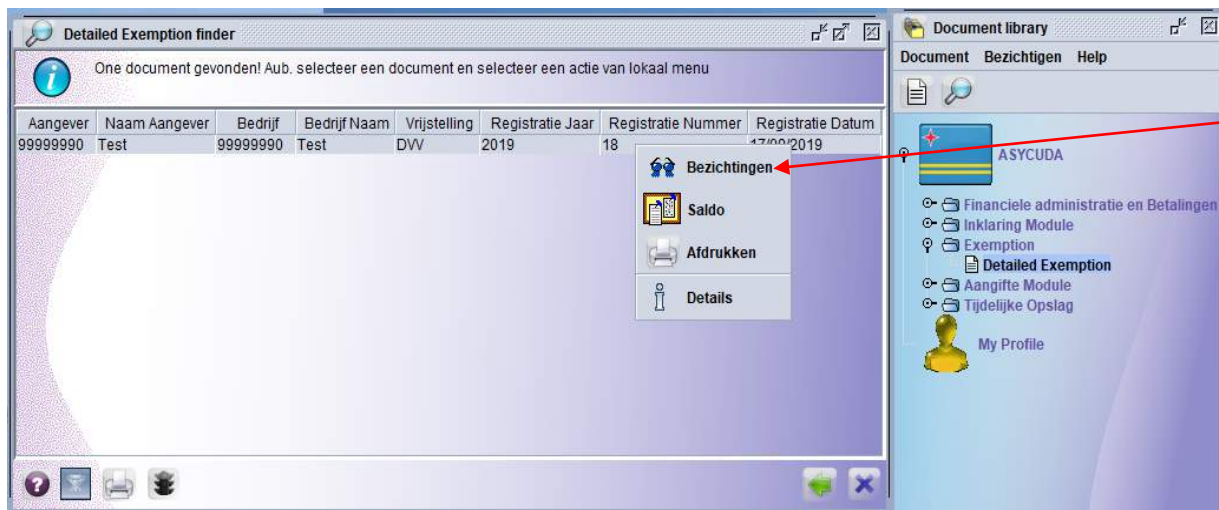 Detailed Exemption finder
One document gevonden! Aub. selecteer een document en selecteer een actie van lokaal menu
Aangever Naam Aangever Bedrijf Bedrijf Naam Vrijstelling Registratie Jaar Registratie Nummer Registratie Datum
99999990 Test 99999990 Test DVV 2019 18 17/09/2019
Bezichtingen
Saldo
Afdrukken
Details
Document library
Document Bezichtigen Help
ASYCUDA
Financiele administratie en Betalingen
Inklaring Module
Exemption
Detailed Exemption
Aangifte Module
Tijdelijke Opslag
My Profile